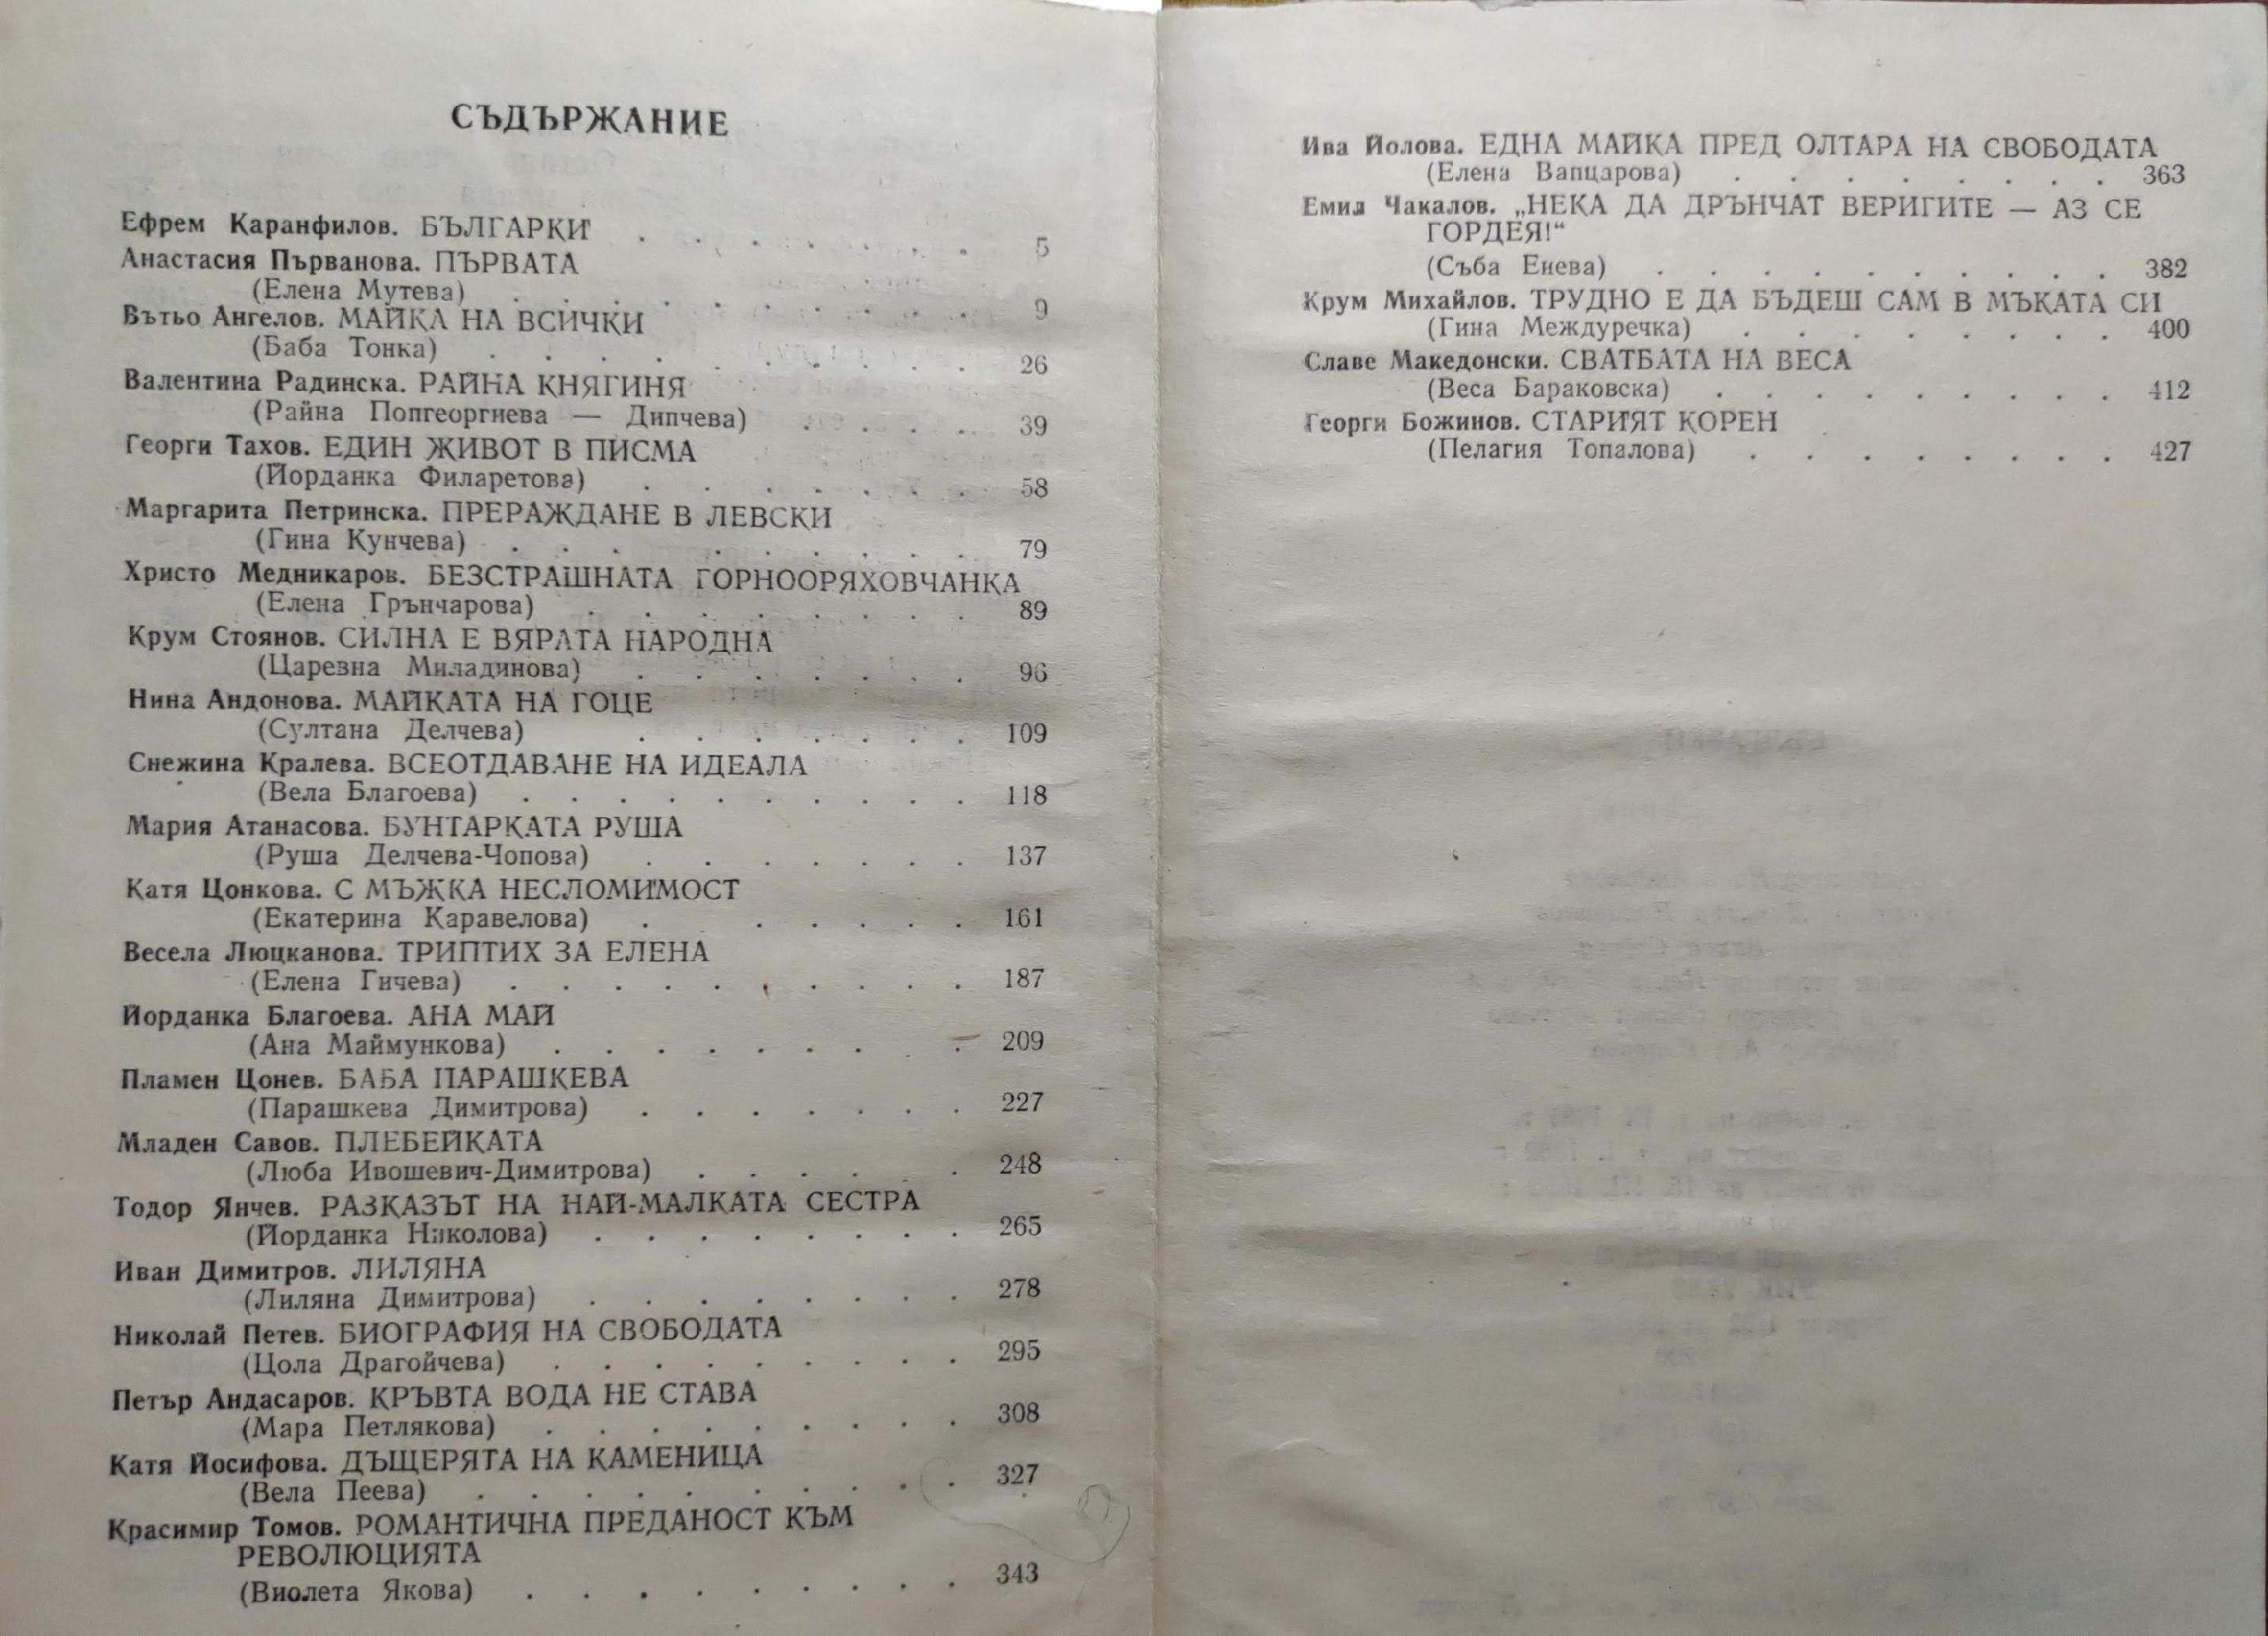 СЪДЪРЖАНИЕ
Ефрем Каранфилов. БЪЛГАРКИ . . . . . . . 5
Анастасия Първанова. ПЪРВАТА
(Елена Мутева) . . . . . . . . . 9
Вътьо Ангелов. МАЙКА НА ВСИЧКИ
(Баба Тонка) . . . . . . . . . 26
Валентина Радинска. РАЙНА КНЯГИНЯ
(Райна Попгеоргиева — Дипчева) . . . . 39
Георги Тахов. ЕДИН ЖИВОТ В ПИСМА
(Йорданка Филаретова) . . . . . . . 58
Маргарита Петринска. ПРЕРАЖДАНЕ В ЛЕВСКИ
(Гина Кунчева) . . . . . . . . . 79
Христо Медникаров. БЕЗСТРАШНАТА ГОРНООРЯХОВЧАНКА
(Елена Грънчарова) . . . . . . . . 89
Крум Стоянов. СИЛНА Е ВЯРАТА НАРОДНА
(Царевна Миладинова) . . . . . . . 96
Нина Андонова. МАЙКАТА НА ГОЦЕ
(Султана Делчева) . . . . . . . 109
Снежина Кралева. ВСЕОТДАВАНЕ НА ИДЕАЛА
(Вела Благоева) . . . . . . . . . 118
Мария Атанасова. БУНТАРКАТА РУША
(Руша Делчева-Чопова) . . . . . . . 137
Катя Цонкова. С МЪЖКА НЕСЛОМИМОСТ
(Екатерина Каравелова) . . . . . . 161
Весела Люцканова. ТРИПТИХ ЗА ЕЛЕНА
(Елена Гичева) . . . . . . . . . 187
Йорданка Благоева. АНА МАЙ
(Ана Маймункова) . . . . . . . . 209
Пламен Цонев. БАБА ПАРАШКЕВА
(Парашкева Димитрова) . . . . . . . 227
Младен Савов. ПЛЕБЕЙКАТА
(Люба Ивошевич-Димитрова) . . . . . 248
Тодор Янчев. РАЗКАЗЪТ НА НАЙ-МАЛКАТА СЕСТРА
(Йорданка Николова) . . . . . . . . 265
Иван Димитров. ЛИЛЯНА
(Лиляна Димитрова) . . . . . . . . 278
Николай Петев. БИОГРАФИЯ НА СВОБОДАТА
(Цола Драгойчева) . . . . . . . . 295
Петър Андасаров. КРЪВТА ВОДА НЕ СТАВА
(Мара Петлякова) . . . . . . . . 308
Катя Йосифова. ДЪЩЕРЯТА НА КАМЕНИЦА
(Вела Пеева) . . . . . . . . . . 327
Красимир Томов. РОМАНТИЧНА ПРЕДАНОСТ КЪМ
РЕВОЛЮЦИЯТА
(Виолета Якова) . . . . . . . . . 343
Ива Йолова. ЕДНА МАЙКА ПРЕД ОЛТАРА НА СВОБОДАТА
(Елена Вапцарова) . . . . . . . . 363
Емил Чакалов. „НЕКА ДА ДРЪНЧАТ ВЕРИГИТЕ — АЗ СЕ
ГОРДЕЯ!“
(Съба Енева) . . . . . . . . . 382
Крум Михайлов. ТРУДНО Е ДА БЪДЕШ САМ В МЪКАТА СИ
(Гина Междуречка) . . . . . . . 400
Славе Македонски. СВАТБАТА НА ВЕСА
(Веса Бараковска) . . . . . . . . 412
Георги Божинов. СТАРИЯТ КОРЕН
(Пелагия Топалова) . . . . . . . 427